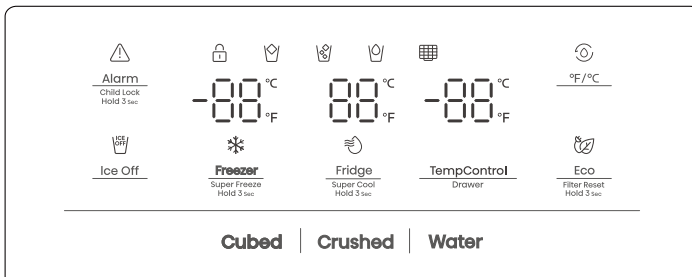 Alarm
Child Lock
Hold 3 Sec
-88 °C °F
88 °C °F
-88 °C °F
°F/°C
ICE OFF
Ice Off
Freezer
Super Freeze
Hold 3 Sec
Fridge
Super Cool
Hold 3 Sec
TempControl
Drawer
Eco
Filter Reset
Hold 3 Sec
Cubed
Crushed
Water